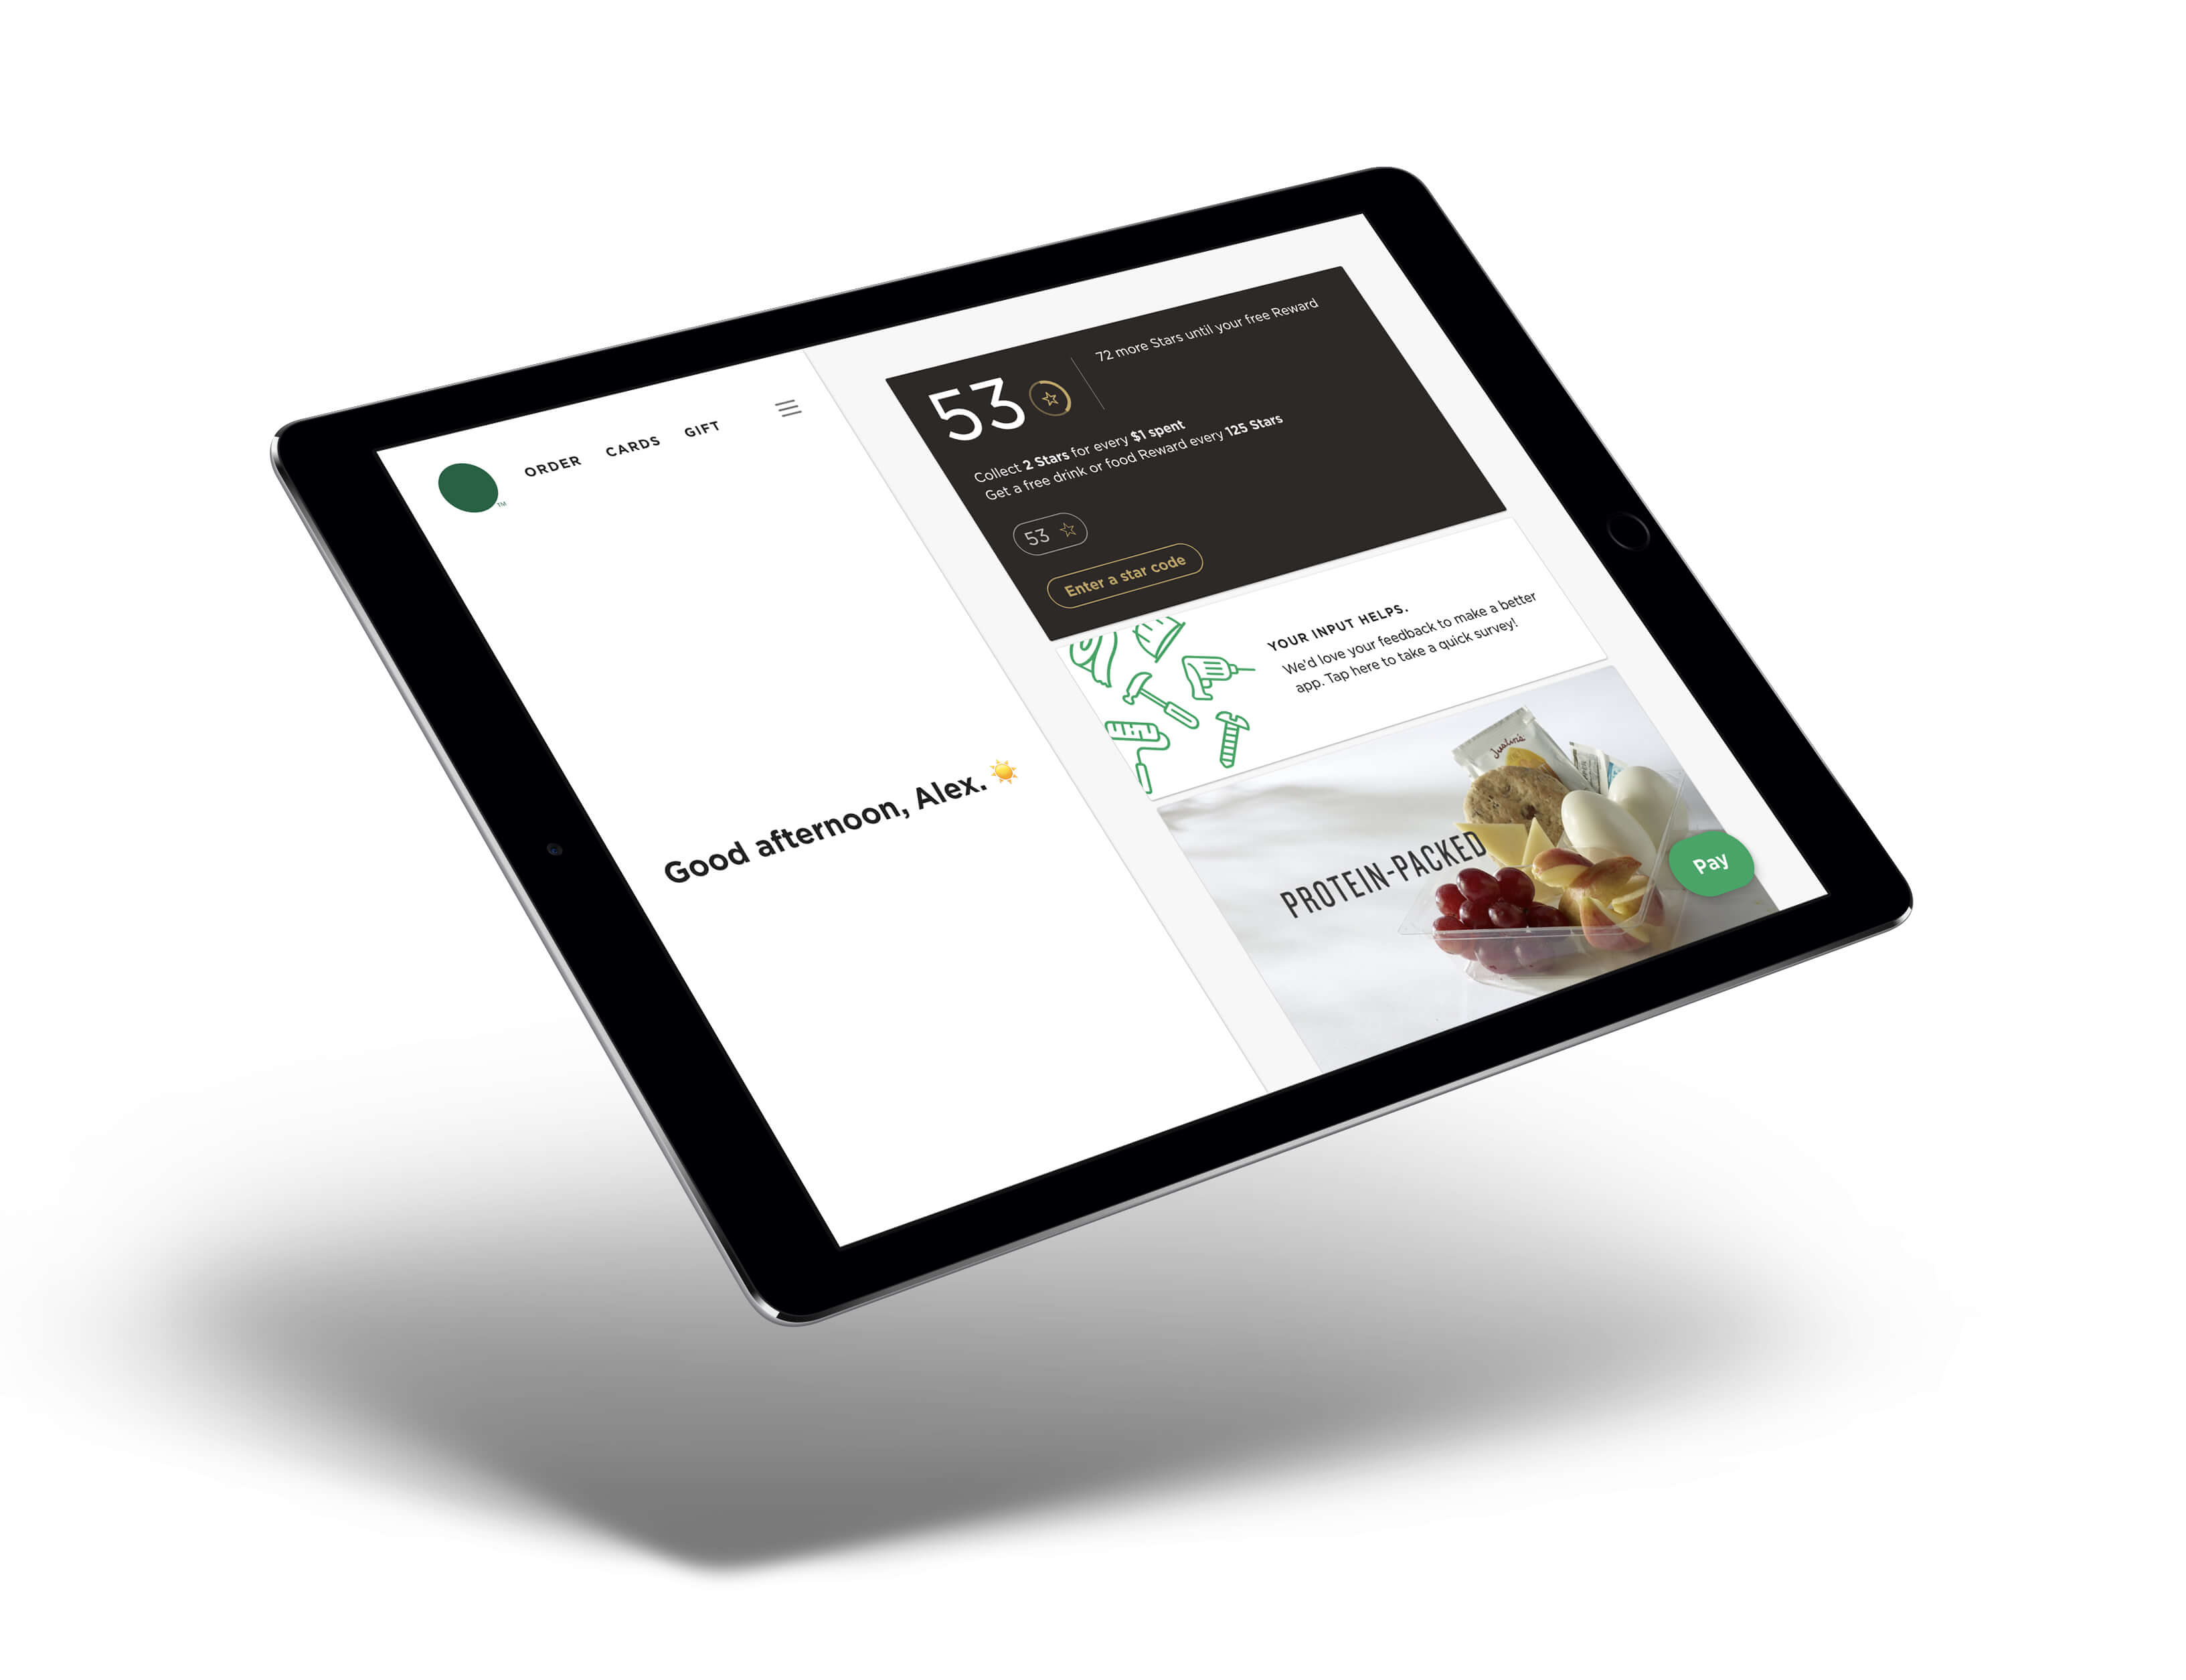 ORDER CARDS GIFT
TM
Good afternoon, Alex.
53
72 more Stars until your free Reward
Collect 2 Stars for every $1 spent
Get a free drink or food Reward every 125 Stars
53
Enter a star code
YOUR INPUT HELPS.
We'd love your feedback to make a better
app. Tap here to take a quick survey!
Justin's
PROTEIN-PACKED
Pay